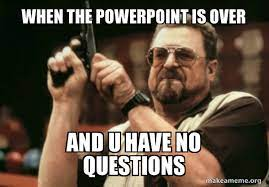 WHEN THE POWERPOINT IS OVER
AND U HAVE NO
QUESTIONS
makeameme.org